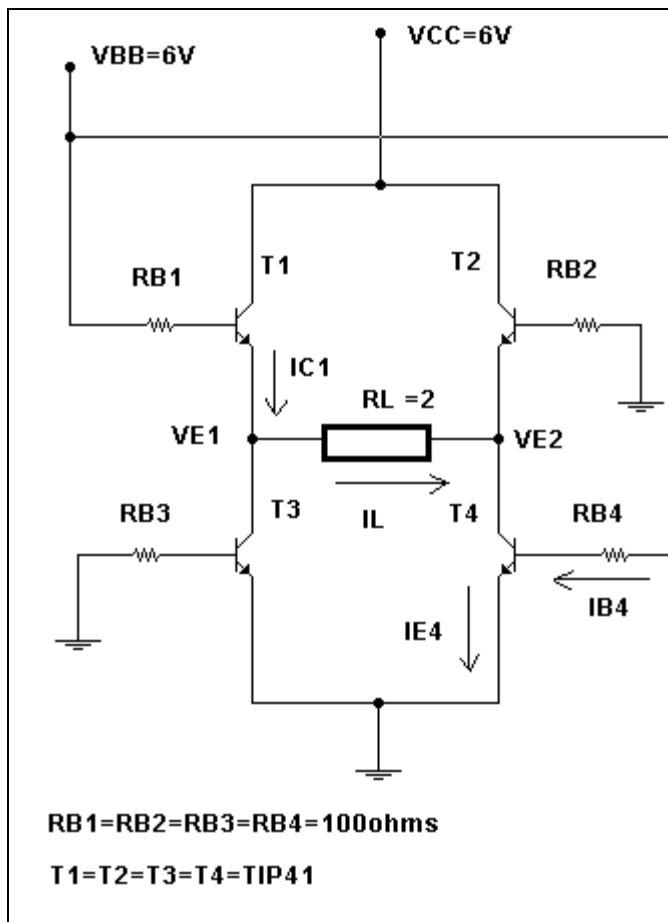 VBB=6V
VCC=6V
RB1
T1
T2
RB2
IC1
RL =2
VE1
VE2
RB3
T3
IL
T4
RB4
IE4
IB4
RB1=RB2=RB3=RB4=100ohms
T1=T2=T3=T4=TIP41